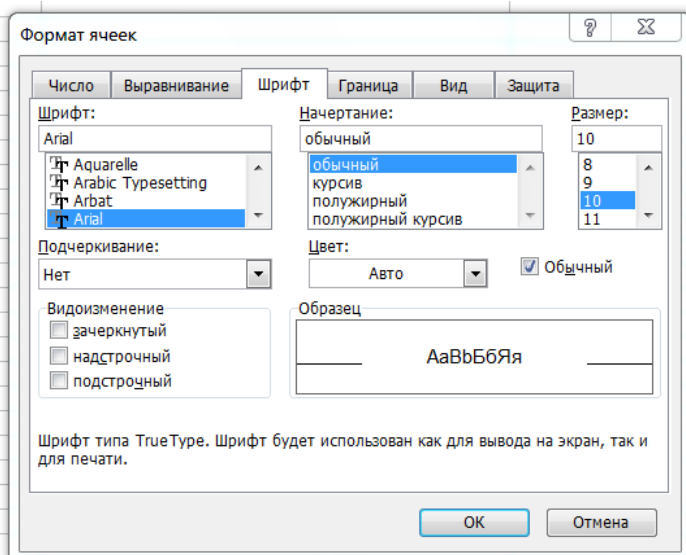 Формат ячеек
Число Выравнивание Шрифт Граница Вид Защита
Шрифт: Начертание: Размер:
Arial обычный 10
Aquarelle обычный 8
Arabic Typesetting курсив 9
Arbat полужирный 10
Arial полужирный курсив 11
Подчеркивание: Цвет:
Нет Авто Обычный
Видоизменение Образец
зачеркнутый
надстрочный AaBbБбЯя
подстрочный
Шрифт типа TrueType. Шрифт будет использован как для вывода на экран, так и
для печати.
ОК Отмена